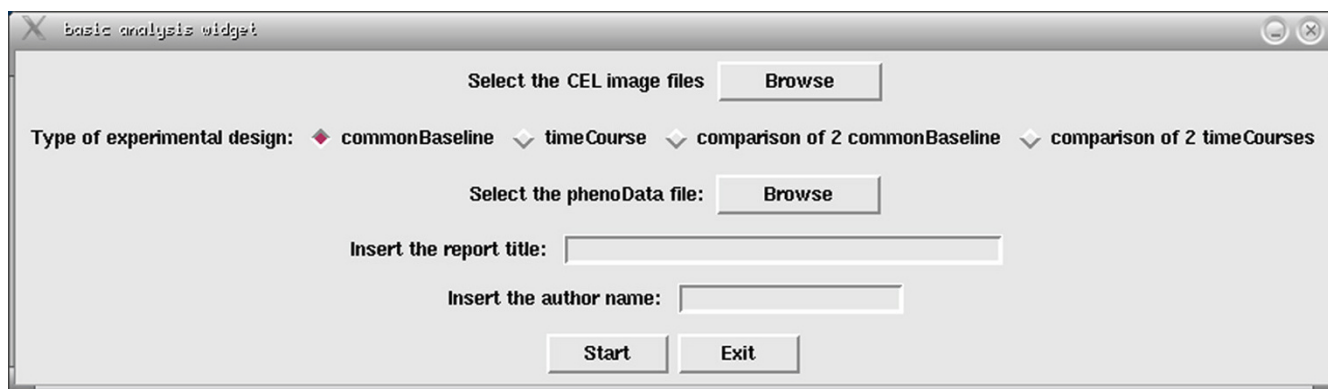 basic analysis widget
Select the CEL image files Browse
Type of experimental design: commonBaseline timeCourse comparison of 2 commonBaseline comparison of 2 timeCourses
Select the phenoData file: Browse
Insert the report title:
Insert the author name:
Start Exit